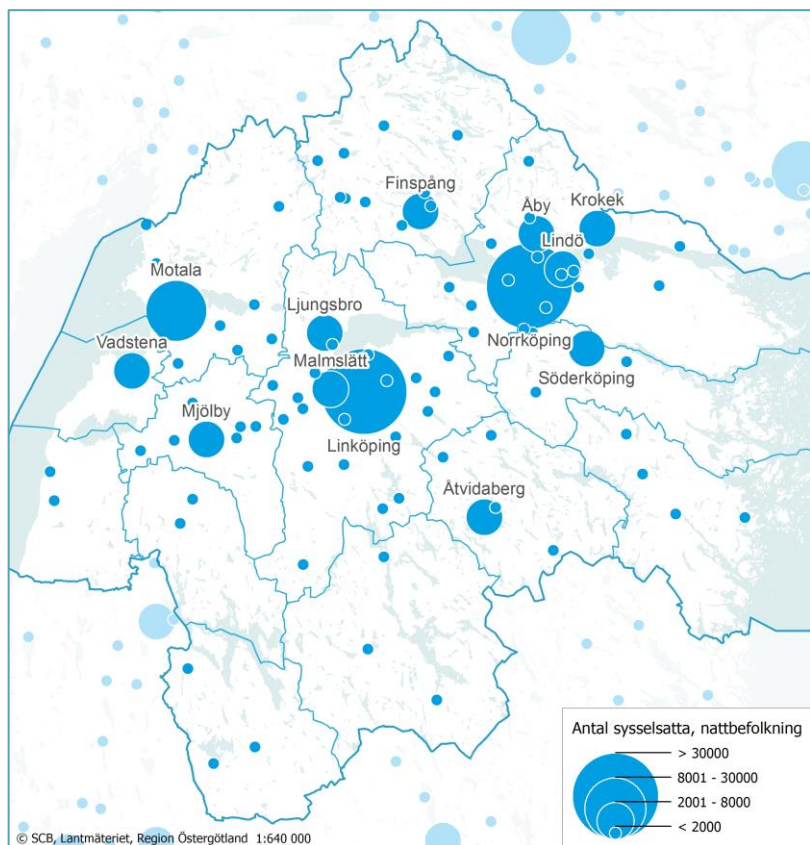 Finspång
Krokek
Åby
Lindö
Motala
Ljungsbro
Vadstena
Norrköping
Malmslätt
Söderköping
Mjölby
Linköping
Åtvidaberg
Antal sysselsatta, nattbefolkning
> 30000
8001 - 30000
2001 - 8000
< 2000
© SCB, Lantmäteriet, Region Östergötland 1:640 000